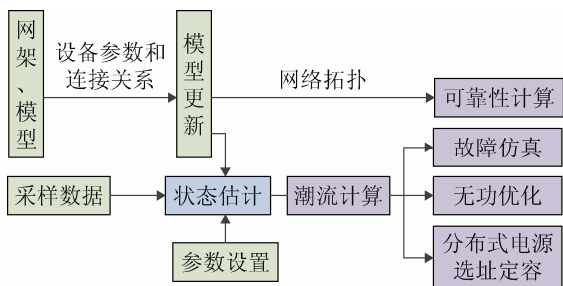 网架、模型
设备参数和
连接关系
模型更新
网络拓扑
可靠性计算
故障仿真
采样数据
状态估计
潮流计算
无功优化
参数设置
分布式电源
选址定容